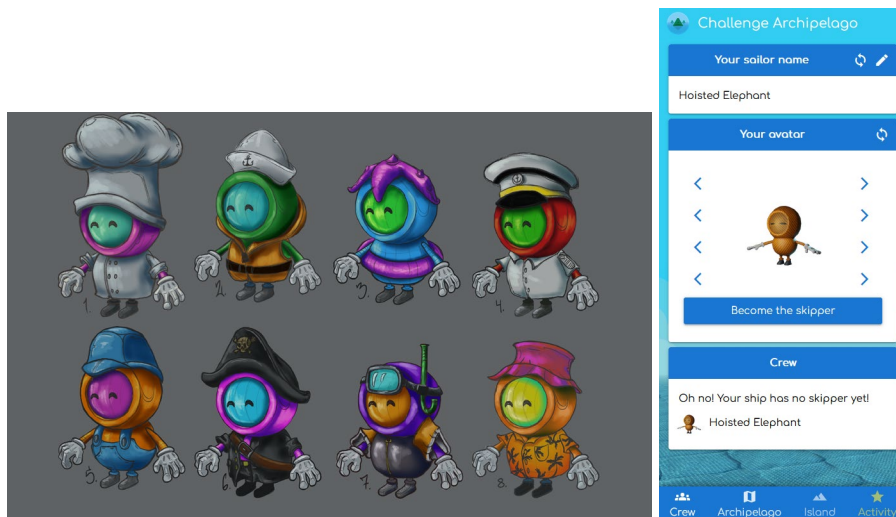 1.
2.
3.
4.
5.
6.
7.
8.
Challenge Archipelago
Your sailor name
Hoisted Elephant
Your avatar
Become the skipper
Crew
Oh no! Your ship has no skipper yet!
Hoisted Elephant
Crew Archipelago Island Activity